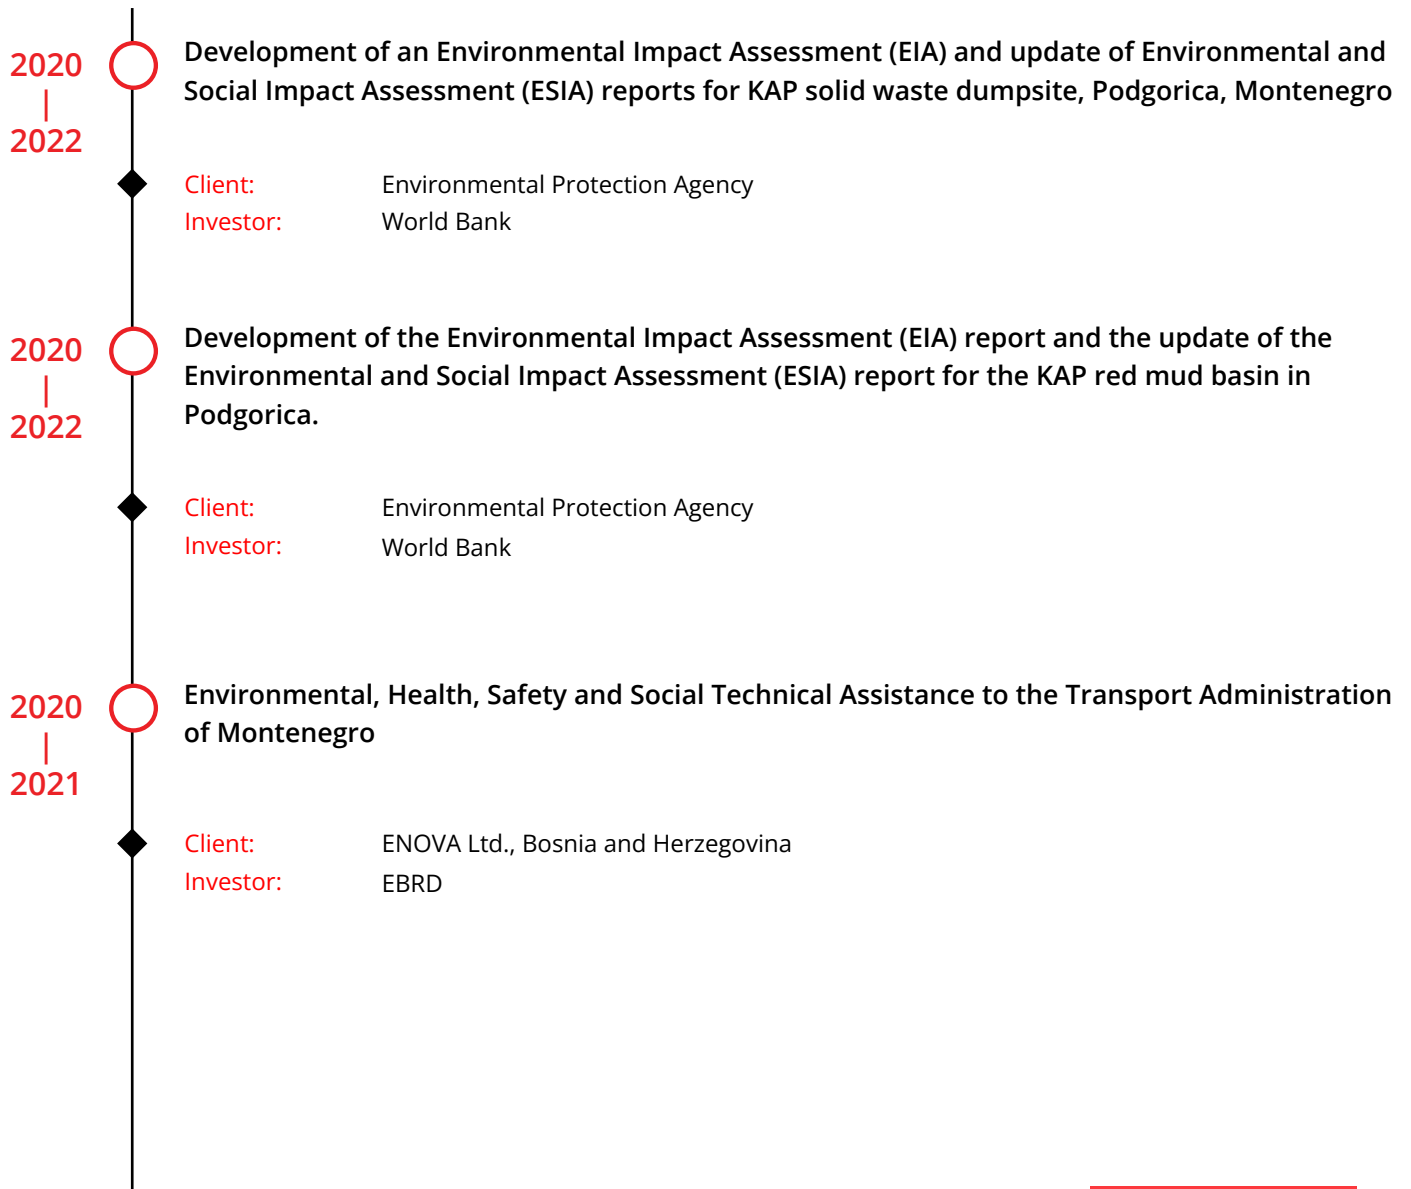 2020
|
2022
Development of an Environmental Impact Assessment (EIA) and update of Environmental and
Social Impact Assessment (ESIA) reports for KAP solid waste dumpsite, Podgorica, Montenegro
Client: Environmental Protection Agency
Investor: World Bank
2020
|
2022
Development of the Environmental Impact Assessment (EIA) report and the update of the
Environmental and Social Impact Assessment (ESIA) report for the KAP red mud basin in
Podgorica.
Client: Environmental Protection Agency
Investor: World Bank
2020
|
2021
Environmental, Health, Safety and Social Technical Assistance to the Transport Administration
of Montenegro
Client: ENOVA Ltd., Bosnia and Herzegovina
Investor: EBRD